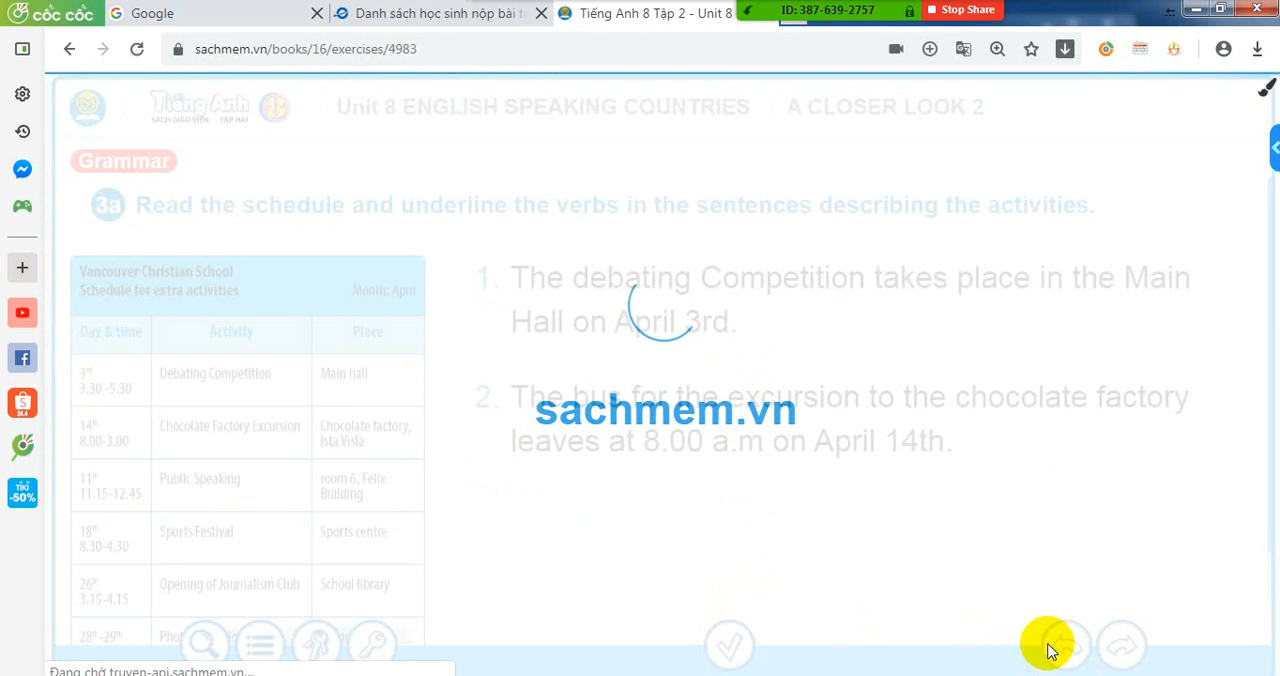 cốc cốc
Google
Danh sách học sinh nộp bài t
Tiếng Anh 8 Tập 2 - Unit 8
ID: 387-639-2757
Stop Share
sachmem.vn/books/16/exercises/4983
Tiếng Anh
SÁCH GIÁO VIÊN TẬP HAI
Unit 8 ENGLISH SPEAKING COUNTRIES
A CLOSER LOOK 2
Grammar
3a Read the schedule and underline the verbs in the sentences describing the activities.
Vancouver Christian School
Schedule for extra activities Month: April
Day & time Activity Place
3rd
3.30 -5.30
Debating Competition
Main hall
14th
8.00-3.00
Chocolate Factory Excursion
Chocolate factory,
Ista Visla
11th
11.15-12.45
Public Speaking
room 6, Felix
Building
18th
8.30-4.30
Sports Festival
Sports centre
26th
3.15-4.15
Opening of Journalism Club
School library
28th-29th
1. The debating Competition takes place in the Main
Hall on April 3rd.
2. The bus for the excursion to the chocolate factory
leaves at 8.00 a.m on April 14th.
sachmem.vn
TIKI
-50%
Đang chờ truyen-api.sachmem.vn...